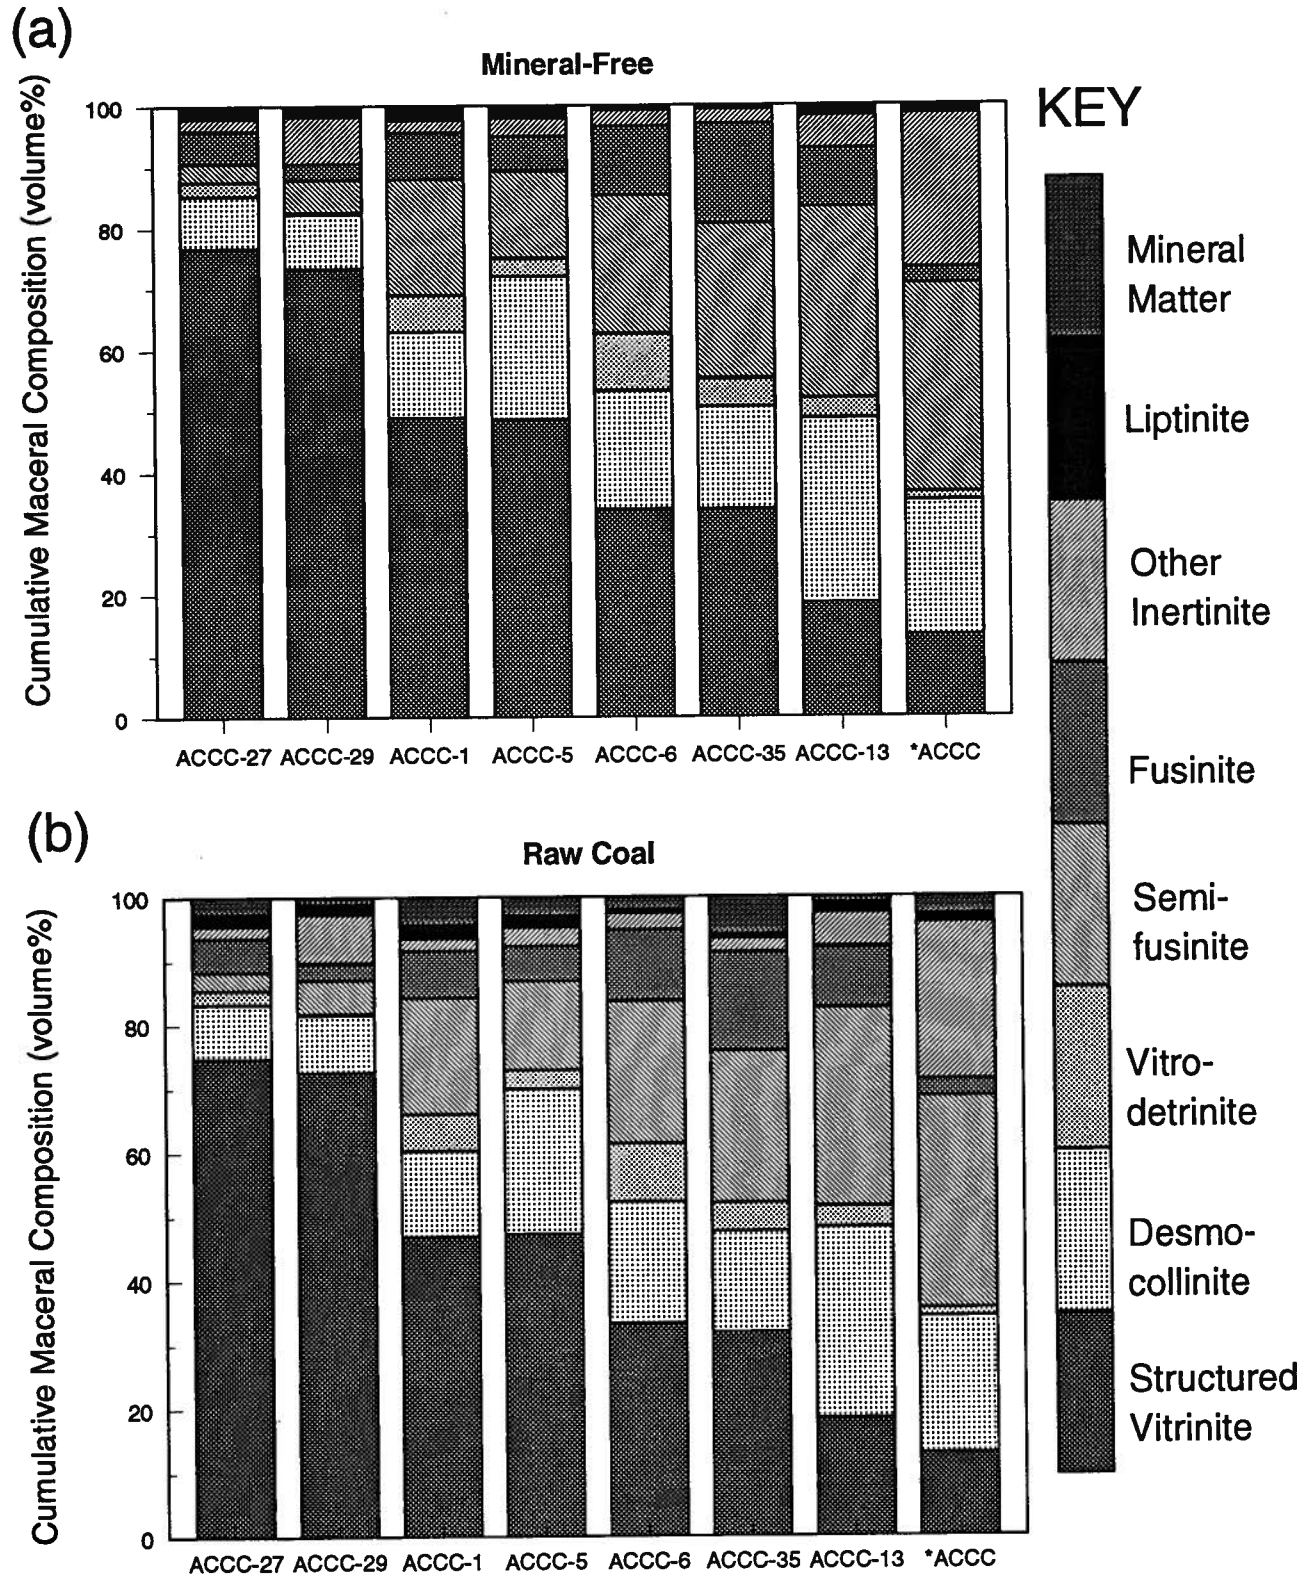 (a)
Mineral-Free
Cumulative Maceral Composition (volume%)
100
80
60
40
20
0
ACCC-27 ACCC-29 ACCC-1 ACCC-5 ACCC-6 ACCC-35 ACCC-13 *ACCC
KEY
Mineral
Matter
Liptinite
Other
Inertinite
Fusinite
Semi-
fusinite
Vitro-
detrinite
Desmo-
collinite
Structured
Vitrinite
(b)
Raw Coal
Cumulative Maceral Composition (volume%)
100
80
60
40
20
0
ACCC-27 ACCC-29 ACCC-1 ACCC-5 ACCC-6 ACCC-35 ACCC-13 *ACCC